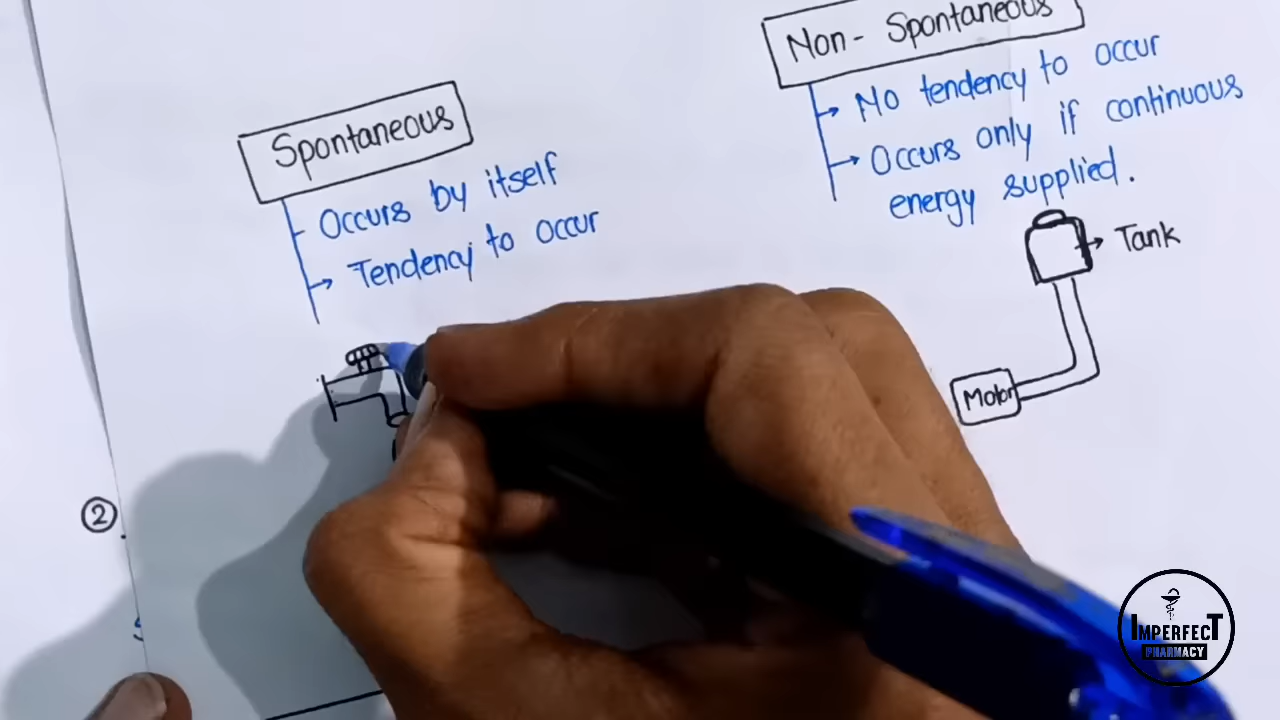 Spontaneous
Occurs by itself
Tendency to occur
Non- Spontaneous
No tendency to occur
Occurs only if continuous
energy supplied.
Tank
Motor
2
IMPERFECT
PHARMACY